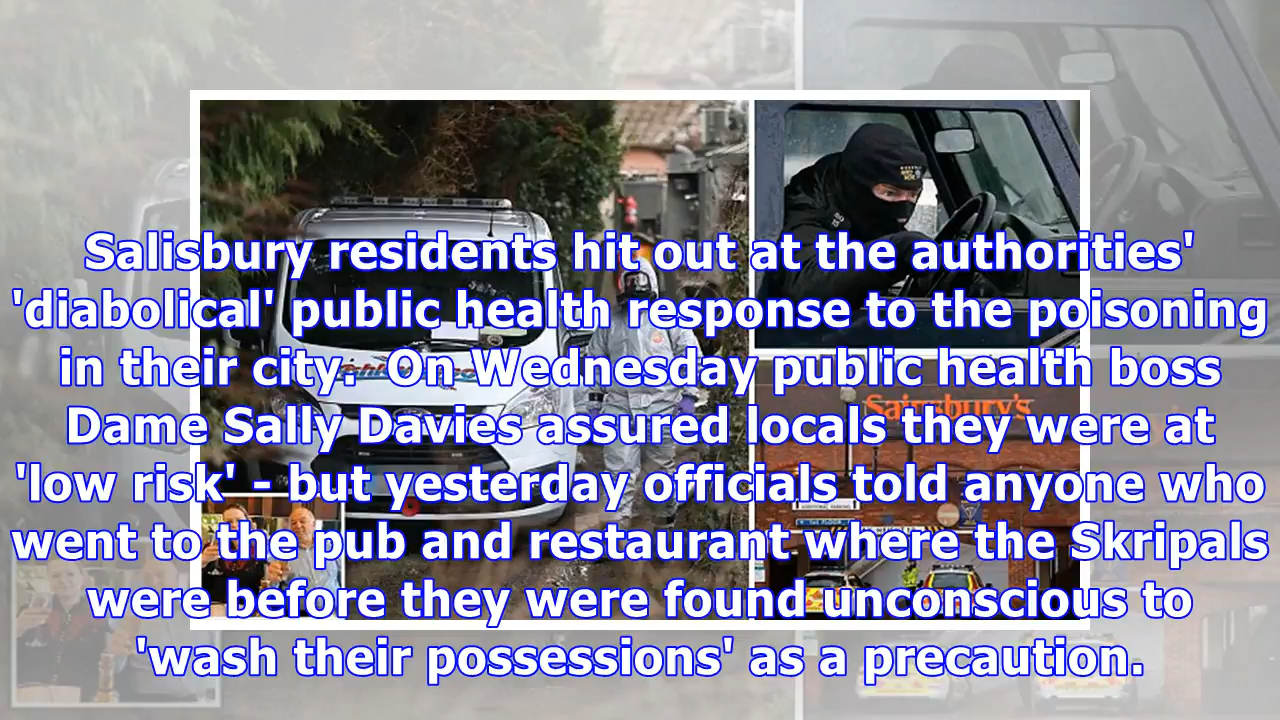 Salisbury residents hit out at the authorities'
'diabolical' public health response to the poisoning
in their city.  On Wednesday public health boss
Dame Sally Davies assured locals they were at
'low risk' - but yesterday officials told anyone who
went to the pub and restaurant where the Skripals
were before they were found unconscious to
'wash their possessions' as a precaution.
Sainsbury's